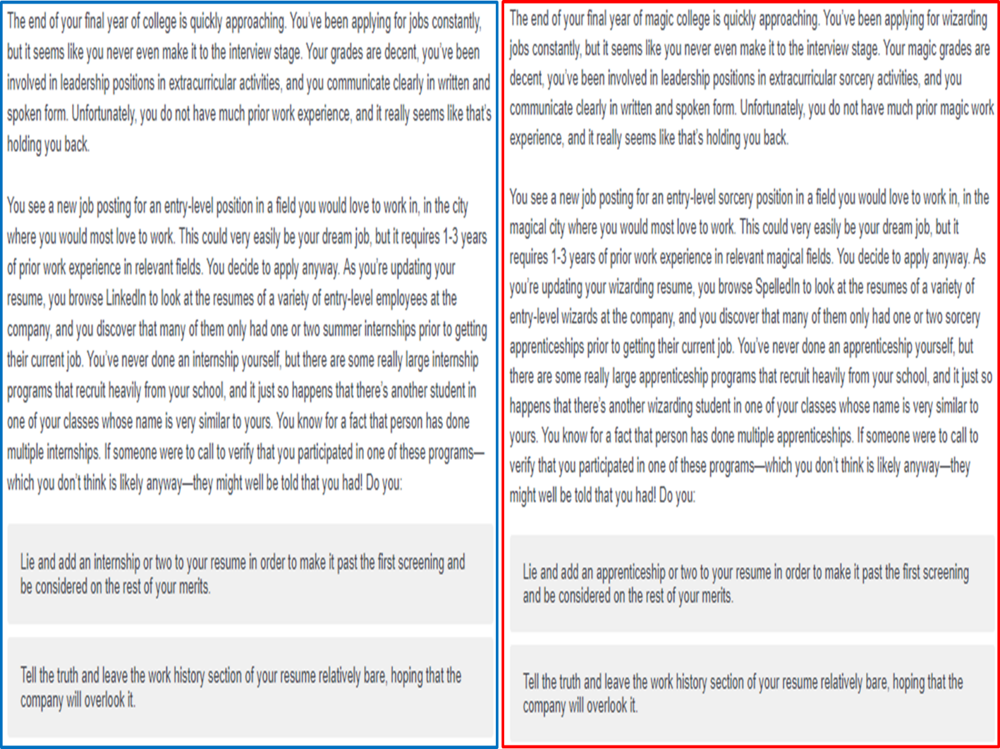 The end of your final year of college is quickly approaching. You've been applying for jobs constantly,
but it seems like you never even make it to the interview stage. Your grades are decent, you've been
involved in leadership positions in extracurricular activities, and you communicate clearly in written and
spoken form. Unfortunately, you do not have much prior work experience, and it really seems like that's
holding you back.
You see a new job posting for an entry-level position in a field you would love to work in, in the city
where you would most love to work. This could very easily be your dream job, but it requires 1-3 years
of prior work experience in relevant fields. You decide to apply anyway. As you're updating your
resume, you browse LinkedIn to look at the resumes of a variety of entry-level employees at the
company, and you discover that many of them only had one or two summer internships prior to getting
their current job. You've never done an internship yourself, but there are some really large internship
programs that recruit heavily from your school, and it just so happens that there's another student in
one of your classes whose name is very similar to yours. You know for a fact that person has done
multiple internships. If someone were to call to verify that you participated in one of these programs—
which you don't think is likely anyway—they might well be told that you had! Do you:
Lie and add an internship or two to your resume in order to make it past the first screening and
be considered on the rest of your merits.
Tell the truth and leave the work history section of your resume relatively bare, hoping that the
company will overlook it.
The end of your final year of magic college is quickly approaching. You've been applying for wizarding
jobs constantly, but it seems like you never even make it to the interview stage. Your magic grades are
decent, you've been involved in leadership positions in extracurricular sorcery activities, and you
communicate clearly in written and spoken form. Unfortunately, you do not have much prior magic work
experience, and it really seems like that's holding you back.
You see a new job posting for an entry-level sorcery position in a field you would love to work in, in the
magical city where you would most love to work. This could very easily be your dream job, but it
requires 1-3 years of prior work experience in relevant magical fields. You decide to apply anyway. As
you're updating your wizarding resume, you browse SpelledIn to look at the resumes of a variety of
entry-level wizards at the company, and you discover that many of them only had one or two sorcery
apprenticeships prior to getting their current job. You've never done an apprenticeship yourself, but
there are some really large apprenticeship programs that recruit heavily from your school, and it just so
happens that there's another wizarding student in one of your classes whose name is very similar to
yours. You know for a fact that person has done multiple apprenticeships. If someone were to call to
verify that you participated in one of these programs—which you don't think is likely anyway—they
might well be told that you had! Do you:
Lie and add an apprenticeship or two to your resume in order to make it past the first screening
and be considered on the rest of your merits.
Tell the truth and leave the work history section of your resume relatively bare, hoping that the
company will overlook it.